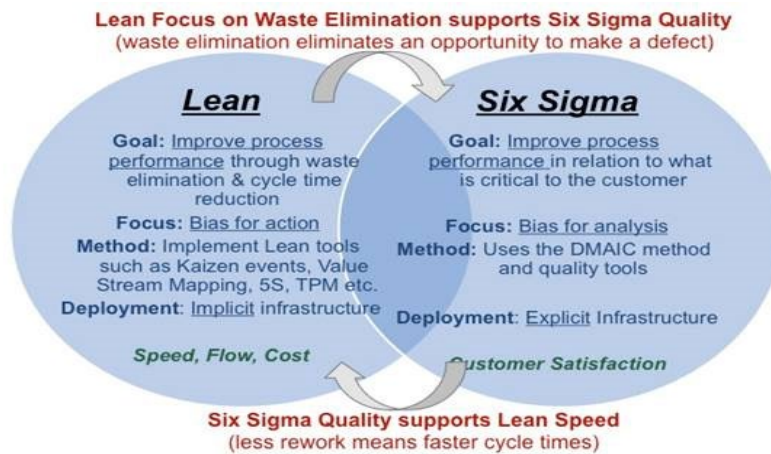 Lean Focus on Waste Elimination supports Six Sigma Quality
(waste elimination eliminates an opportunity to make a defect)
Lean
Goal: Improve process
performance through waste
elimination & cycle time
reduction
Focus: Bias for action
Method: Implement Lean tools
such as Kaizen events, Value
Stream Mapping, 5S, TPM etc.
Deployment: Implicit infrastructure
Speed, Flow, Cost
Six Sigma
Goal: Improve process
performance in relation to what
is critical to the customer
Focus: Bias for analysis
Method: Uses the DMAIC method
and quality tools
Deployment: Explicit Infrastructure
Customer Satisfaction
Six Sigma Quality supports Lean Speed
(less rework means faster cycle times)